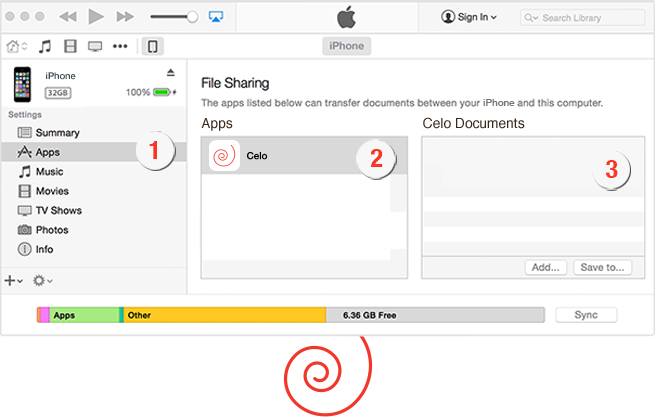 Sign In
Search Library
iPhone
iPhone
32GB
100%
Settings
Summary
Apps
Music
Movies
TV Shows
Photos
Info
1
File Sharing
The apps listed below can transfer documents between your iPhone and this computer.
Apps
Celo
2
Celo Documents
3
Add...
Save to...
Apps
Other
6.36 GB Free
Sync